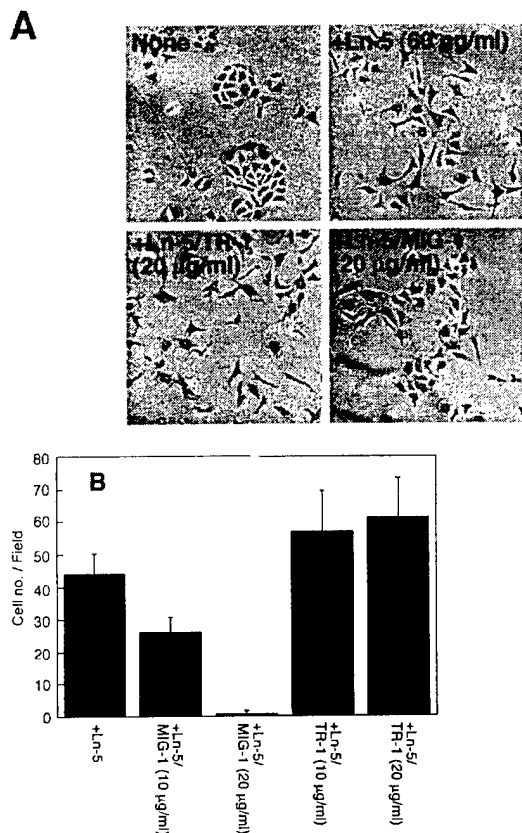 A
None
+Ln-5 (60 µg/ml)
+Ln-5/TR-1
(20 µg/ml)
+Ln-5/MIG-1
(20 µg/ml)
B
80
70
60
50
40
30
20
10
0
Cell no. / Field
+Ln-5
+Ln-5/
MIG-1 (10 µg/ml)
+Ln-5/
MIG-1 (20 µg/ml)
+Ln-5/
TR-1 (10 µg/ml)
+Ln-5/
TR-1 (20 µg/ml)